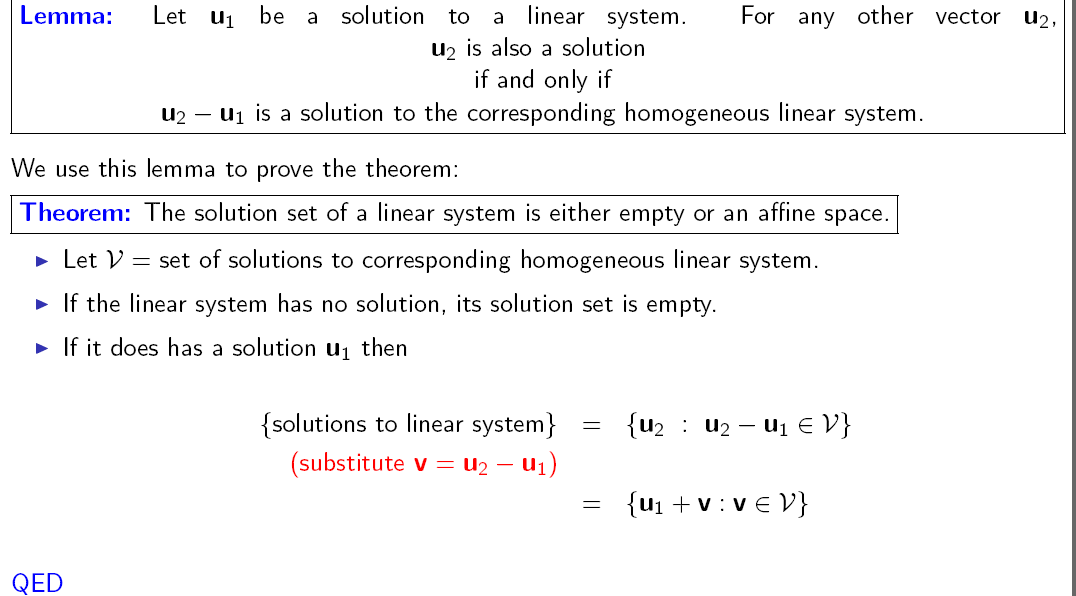 Lemma: Let u₁ be a solution to a linear system. For any other vector u₂,
u₂ is also a solution
if and only if
u₂ − u₁ is a solution to the corresponding homogeneous linear system.
We use this lemma to prove the theorem:
Theorem: The solution set of a linear system is either empty or an affine space.
▶ Let 𝒱 = set of solutions to corresponding homogeneous linear system.
▶ If the linear system has no solution, its solution set is empty.
▶ If it does has a solution u₁ then
{solutions to linear system} = {u₂ : u₂ − u₁ ∈ 𝒱}
(substitute v = u₂ − u₁)
= {u₁ + v : v ∈ 𝒱}
QED